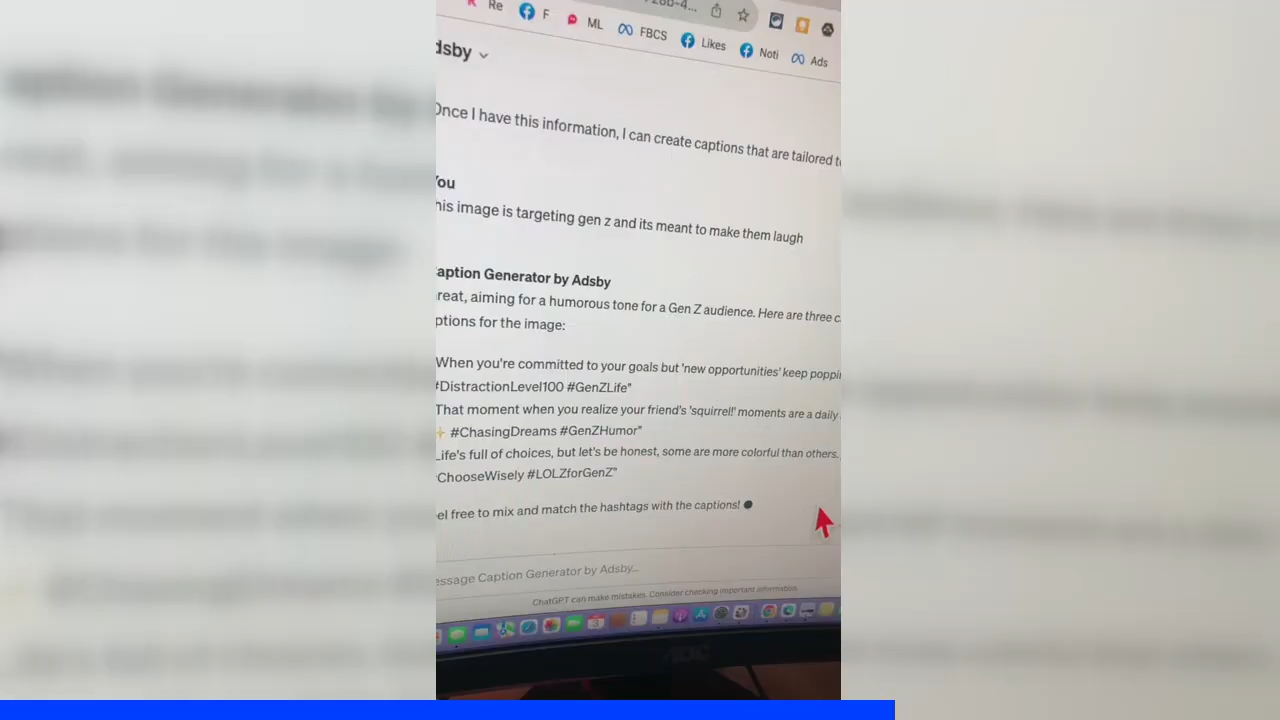 Re F ML FBCS Likes Noti Ads
dsby
Once I have this information, I can create captions that are tailored t
You
his image is targeting gen z and its meant to make them laugh
aption Generator by Adsby
reat, aiming for a humorous tone for a Gen Z audience. Here are three c
ptions for the image:
When you're committed to your goals but 'new opportunities' keep poppin
#DistractionLevel100 #GenZLife"
That moment when you realize your friend's 'squirrel!' moments are a daily
✨ #ChasingDreams #GenZHumor"
Life's full of choices, but let's be honest, some are more colorful than others.
ChooseWisely #LOLZforGenZ"
el free to mix and match the hashtags with the captions!
essage Caption Generator by Adsby...
ChatGPT can make mistakes. Consider checking important information.
AOC